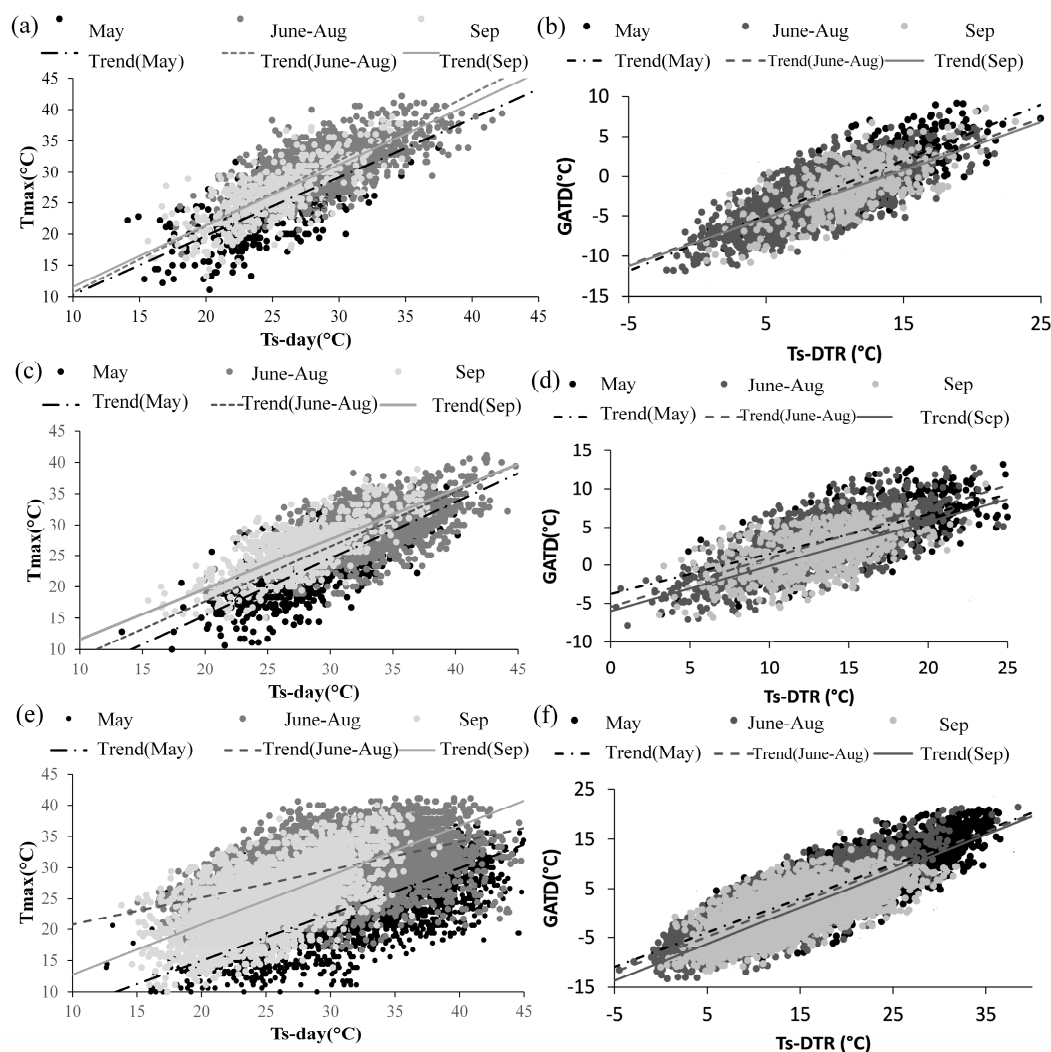 (a) May June-Aug Sep
Trend(May) Trend(June-Aug) Trend(Sep)
45
40
35
30
25
20
15
10
Tmax(°C)
10 15 20 25 30 35 40 45
Ts-day(°C)
(b) May June-Aug Sep
Trend(May) Trend(June-Aug) Trend(Sep)
10
5
0
-5
-10
-15
GATD(°C)
-5 5 15 25
Ts-DTR (°C)
(c) May June-Aug Sep
Trend(May) Trend(June-Aug) Trend(Sep)
45
40
35
30
25
20
15
10
Tmax(°C)
10 15 20 25 30 35 40 45
Ts-day(°C)
(d) May June-Aug Sep
Trend(May) Trend(June-Aug) Trend(Sep)
15
10
5
0
-5
-10
GATD(°C)
0 5 10 15 20 25
Ts-DTR (°C)
(e) May June-Aug Sep
Trend(May) Trend(June-Aug) Trend(Sep)
45
40
35
30
25
20
15
10
Tmax(°C)
10 15 20 25 30 35 40 45
Ts-day(°C)
(f) May June-Aug Sep
Trend(May) Trend(June-Aug) Trend(Sep)
25
15
5
-5
-15
GATD(°C)
-5 5 15 25 35
Ts-DTR (°C)